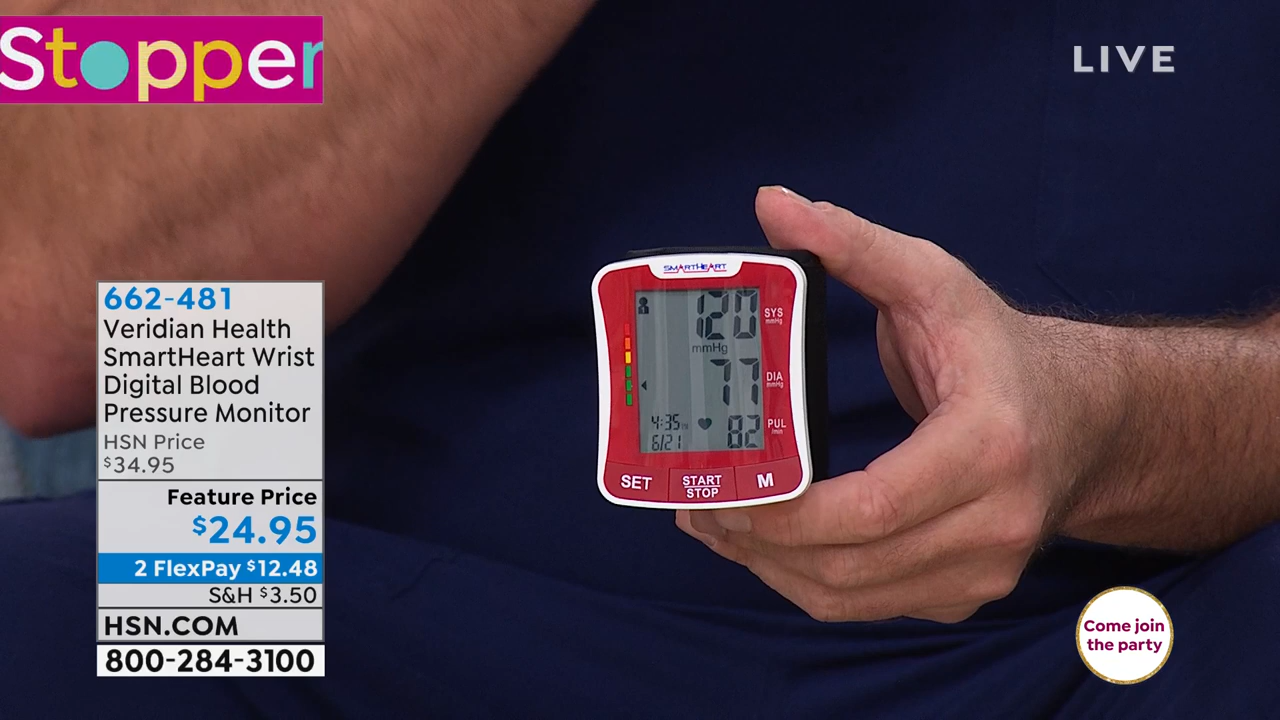 Stopper
LIVE
662-481
Veridian Health
SmartHeart Wrist
Digital Blood
Pressure Monitor
HSN Price
$34.95
Feature Price
$24.95
2 FlexPay $12.48
S&H $3.50
HSN.COM
800-284-3100
SMARTHEART
120
SYS
mmHg
mmHg
77
DIA
mmHg
4:35
6/21
82
PUL
/min
SET
START
STOP
M
Come join
the party